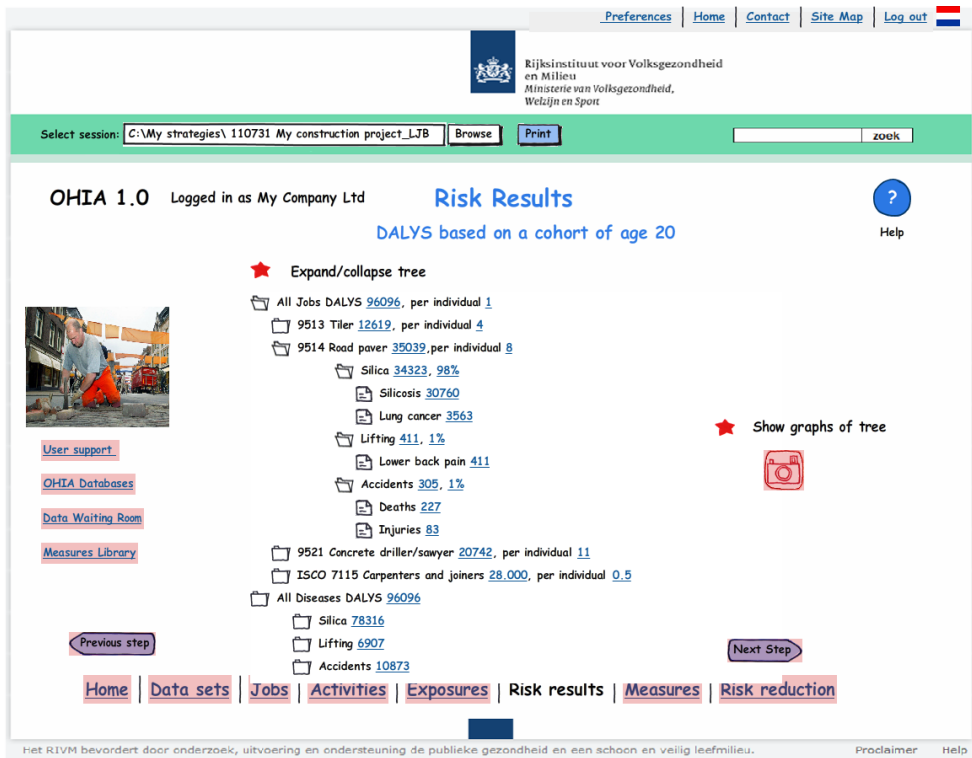 Preferences | Home | Contact | Site Map | Log out
Rijksinstituut voor Volksgezondheid
en Milieu
Ministerie van Volksgezondheid,
Welzijn en Sport
Select session: C:\My strategies\ 110731 My construction project_LJB Browse Print zoek
OHIA 1.0 Logged in as My Company Ltd Risk Results ?
DALYS based on a cohort of age 20 Help
Expand/collapse tree
All Jobs DALYS 96096, per individual 1
9513 Tiler 12619, per individual 4
9514 Road paver 35039,per individual 8
Silica 34323, 98%
Silicosis 30760
Lung cancer 3563
Show graphs of tree
Lifting 411, 1%
User support
Lower back pain 411
OHIA Databases
Accidents 305, 1%
Deaths 227
Data Waiting Room
Injuries 83
Measures Library
9521 Concrete driller/sawyer 20742, per individual 11
ISCO 7115 Carpenters and joiners 28.000, per individual 0.5
All Diseases DALYS 96096
Silica 78316
Previous step
Lifting 6907
Next Step
Accidents 10873
Home | Data sets | Jobs | Activities | Exposures | Risk results | Measures | Risk reduction
Het RIVM bevordert door onderzoek, uitvoering en ondersteuning de publieke gezondheid en een schoon en veilig leefmilieu. Proclaimer Help